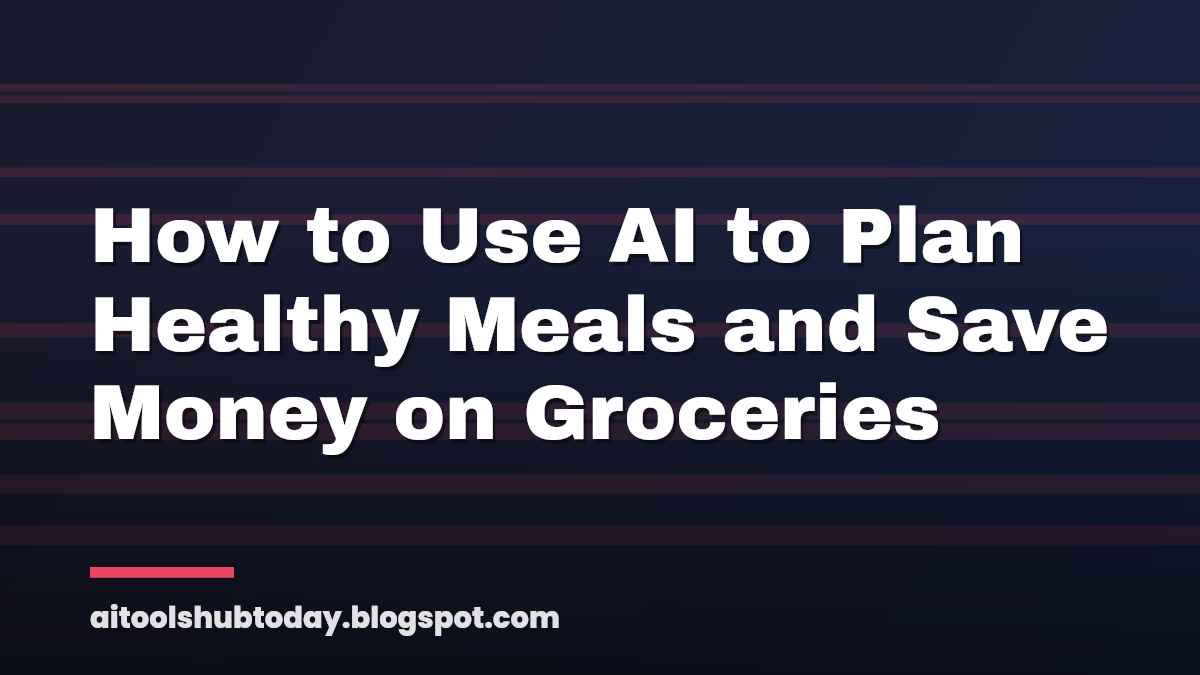 How to Use AI to Plan
Healthy Meals and Save
Money on Groceries
aitoolshubtoday.blogspot.com